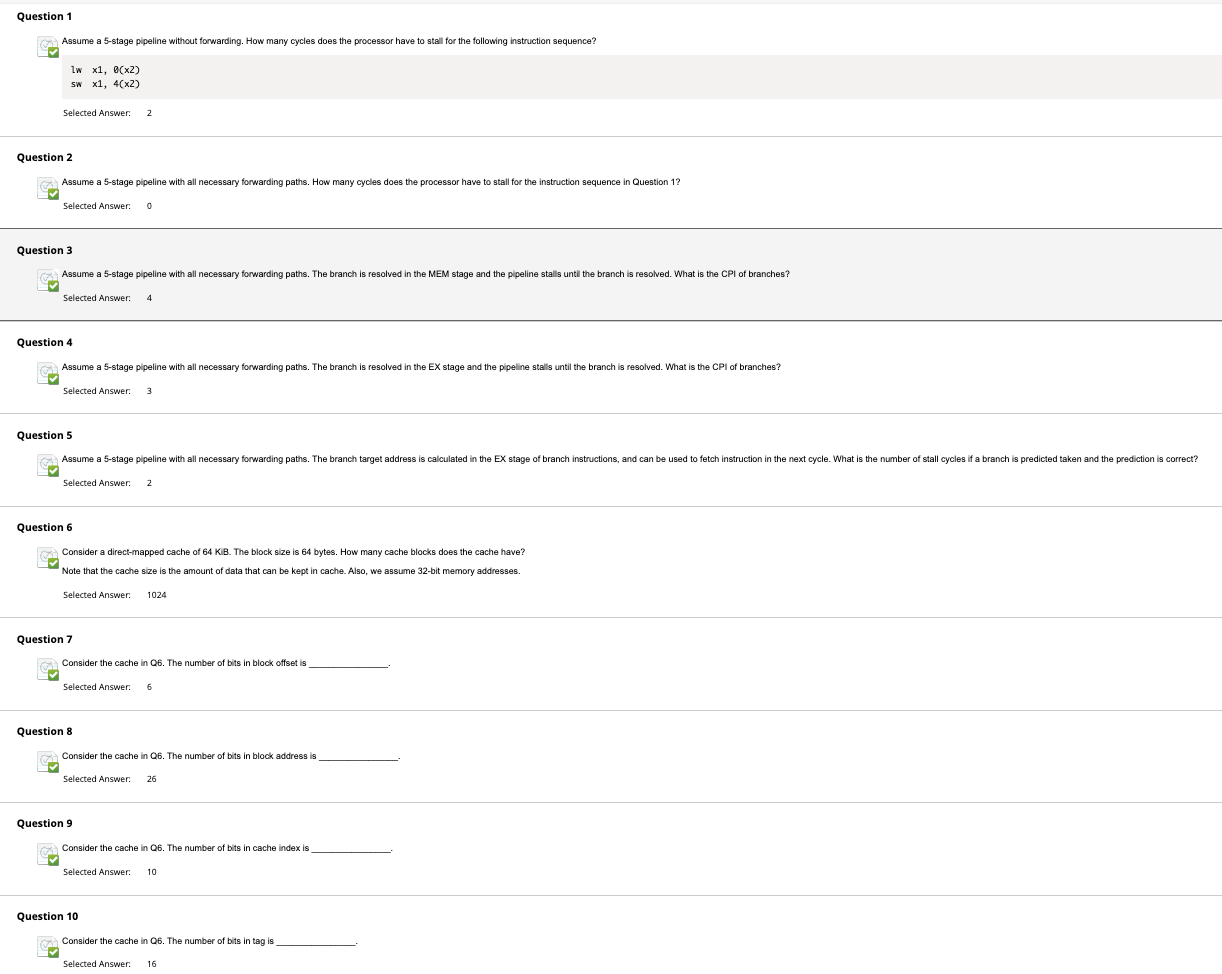 Question 1
Assume a 5-stage pipeline without forwarding. How many cycles does the processor have to stall for the following instruction sequence?
lw  x1, 0(x2)
sw  x1, 4(x2)
Selected Answer: 2
Question 2
Assume a 5-stage pipeline with all necessary forwarding paths. How many cycles does the processor have to stall for the instruction sequence in Question 1?
Selected Answer: 0
Question 3
Assume a 5-stage pipeline with all necessary forwarding paths. The branch is resolved in the MEM stage and the pipeline stalls until the branch is resolved. What is the CPI of branches?
Selected Answer: 4
Question 4
Assume a 5-stage pipeline with all necessary forwarding paths. The branch is resolved in the EX stage and the pipeline stalls until the branch is resolved. What is the CPI of branches?
Selected Answer: 3
Question 5
Assume a 5-stage pipeline with all necessary forwarding paths. The branch target address is calculated in the EX stage of branch instructions, and can be used to fetch instruction in the next cycle. What is the number of stall cycles if a branch is predicted taken and the prediction is correct?
Selected Answer: 2
Question 6
Consider a direct-mapped cache of 64 KiB. The block size is 64 bytes. How many cache blocks does the cache have?
Note that the cache size is the amount of data that can be kept in cache. Also, we assume 32-bit memory addresses.
Selected Answer: 1024
Question 7
Consider the cache in Q6. The number of bits in block offset is ________________.
Selected Answer: 6
Question 8
Consider the cache in Q6. The number of bits in block address is ________________.
Selected Answer: 26
Question 9
Consider the cache in Q6. The number of bits in cache index is ________________.
Selected Answer: 10
Question 10
Consider the cache in Q6. The number of bits in tag is ________________.
Selected Answer: 16